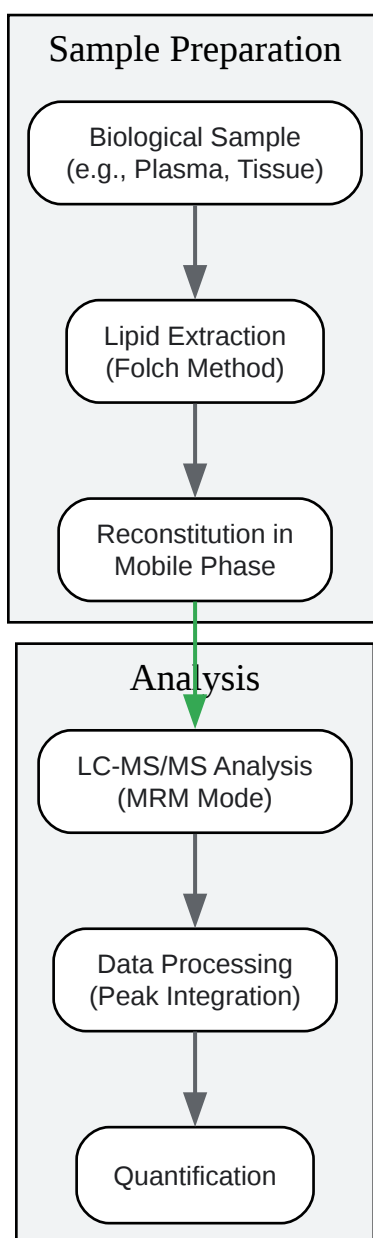 Sample Preparation
Biological Sample
(e.g., Plasma, Tissue)
Lipid Extraction
(Folch Method)
Reconstitution in
Mobile Phase
Analysis
LC-MS/MS Analysis
(MRM Mode)
Data Processing
(Peak Integration)
Quantification